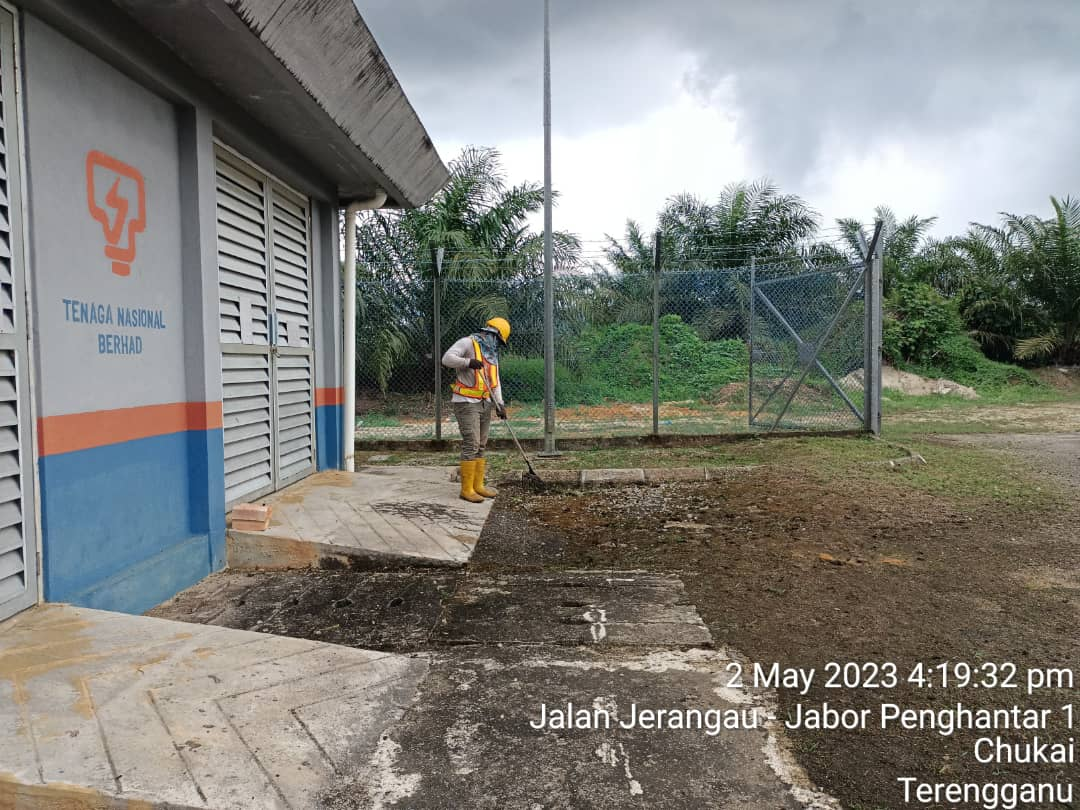 TENAGA NASIONAL
BERHAD
2 May 2023 4:19:32 pm
Jalan Jerangau - Jabor Penghantar 1
Chukai
Terengganu